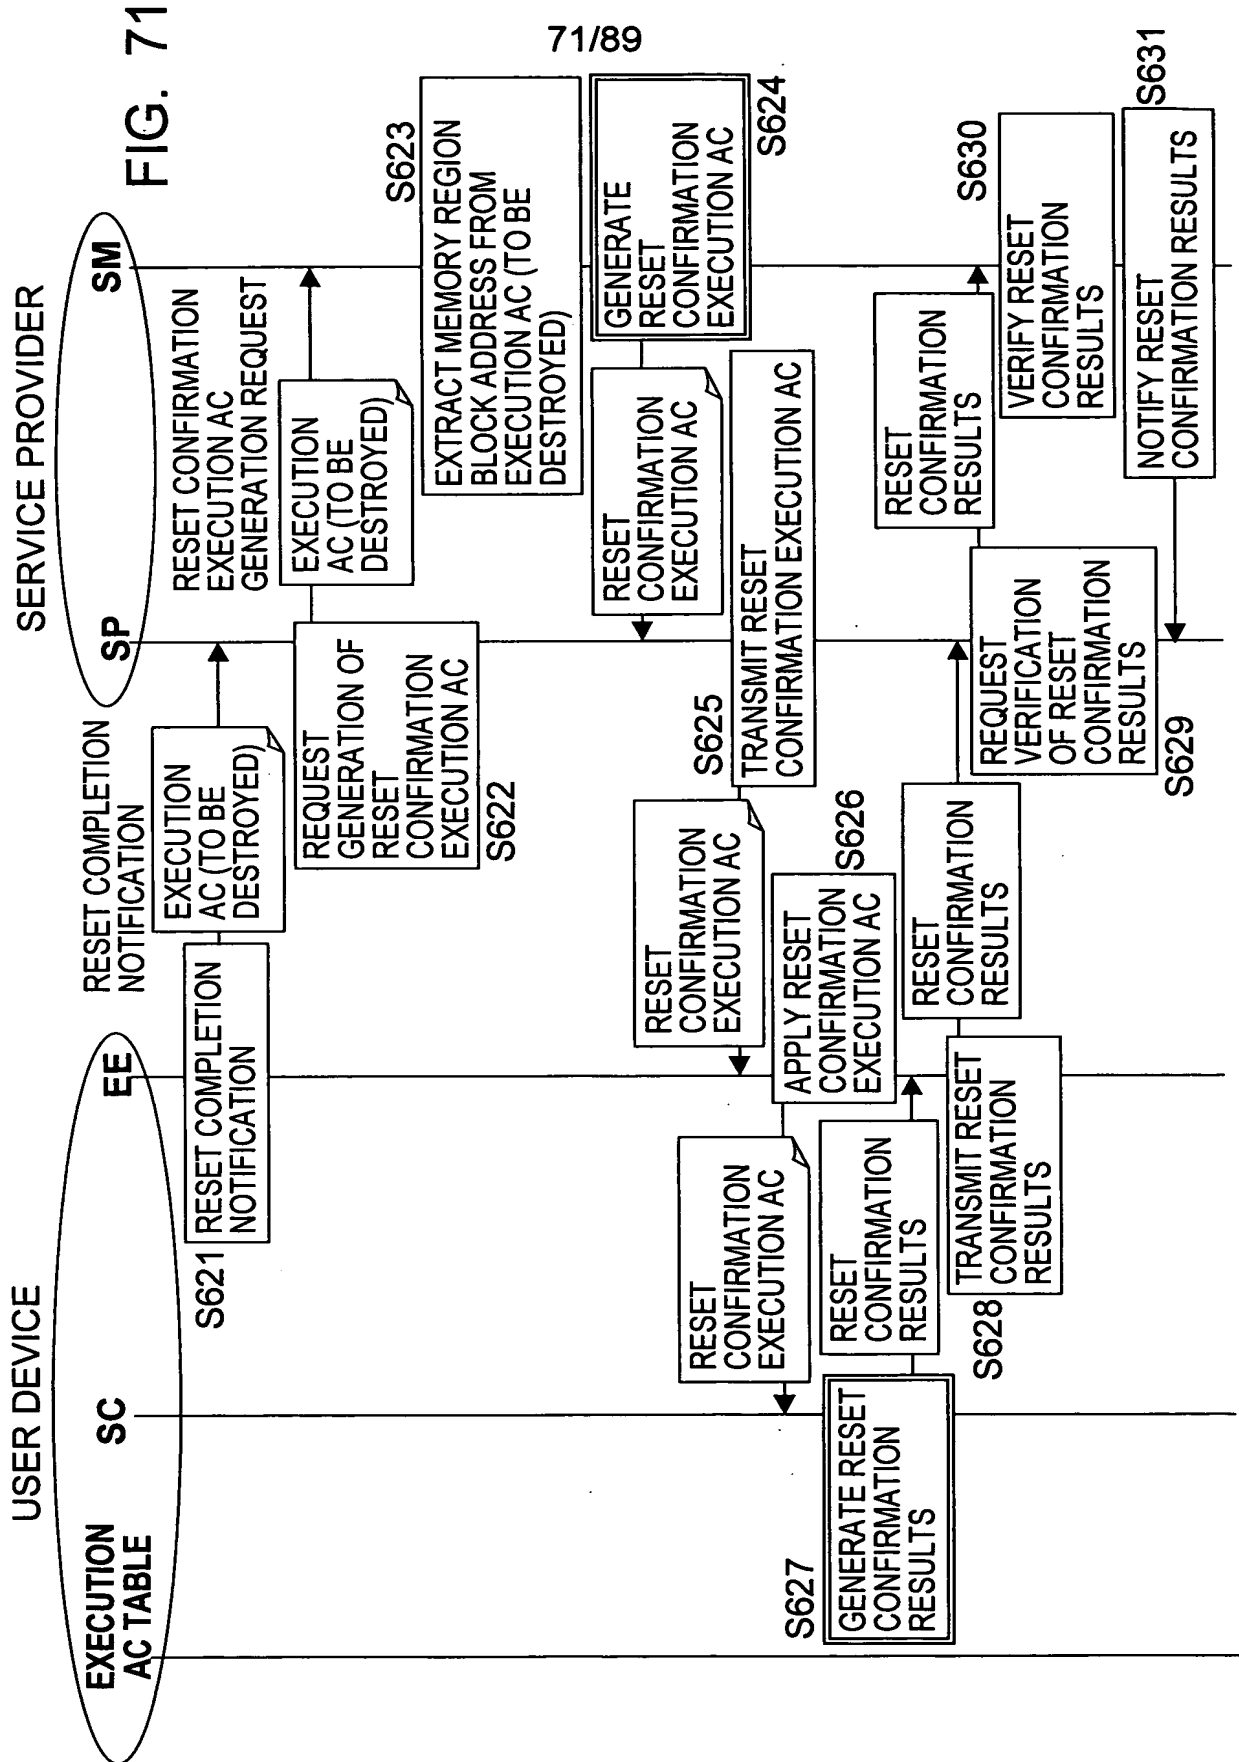 71/89
FIG. 71
USER DEVICE
SERVICE PROVIDER
EXECUTION
AC TABLE
SC
EE
SP
SM
RESET COMPLETION
NOTIFICATION
S621
RESET COMPLETION
NOTIFICATION
EXECUTION
AC (TO BE
DESTROYED)
RESET CONFIRMATION
EXECUTION AC
GENERATION REQUEST
REQUEST
GENERATION OF
RESET
CONFIRMATION
EXECUTION AC
S622
EXECUTION
AC (TO BE
DESTROYED)
S623
EXTRACT MEMORY REGION
BLOCK ADDRESS FROM
EXECUTION AC (TO BE
DESTROYED)
GENERATE
RESET
CONFIRMATION
EXECUTION AC
S624
RESET
CONFIRMATION
EXECUTION AC
S625
TRANSMIT RESET
CONFIRMATION EXECUTION AC
RESET
CONFIRMATION
EXECUTION AC
S626
APPLY RESET
CONFIRMATION
EXECUTION AC
RESET
CONFIRMATION
EXECUTION AC
S627
GENERATE RESET
CONFIRMATION
RESULTS
RESET
CONFIRMATION
RESULTS
S628
TRANSMIT RESET
CONFIRMATION
RESULTS
RESET
CONFIRMATION
RESULTS
REQUEST
VERIFICATION
OF RESET
CONFIRMATION
RESULTS
S629
RESET
CONFIRMATION
RESULTS
S630
VERIFY RESET
CONFIRMATION
RESULTS
NOTIFY RESET
CONFIRMATION RESULTS
S631